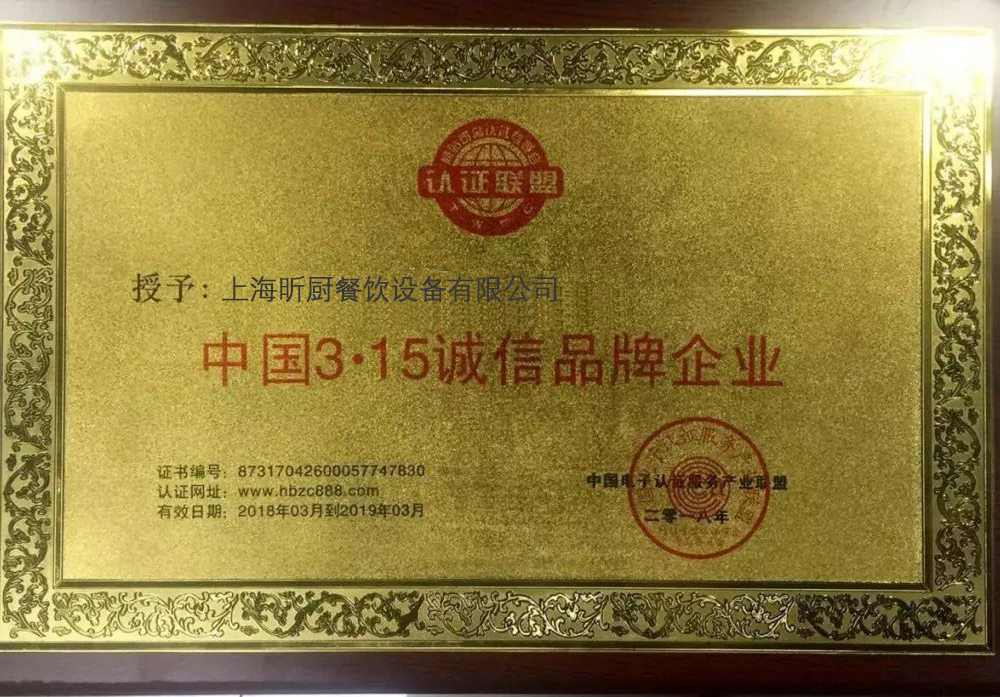 认证联盟
授予：上海昕厨餐饮设备有限公司
中国3·15诚信品牌企业
证书编号：87317042600057747830
认证网址：www.hbzc888.com
有效日期：2018年03月到2019年03月
中国电子认证服务产业联盟
二零一八年